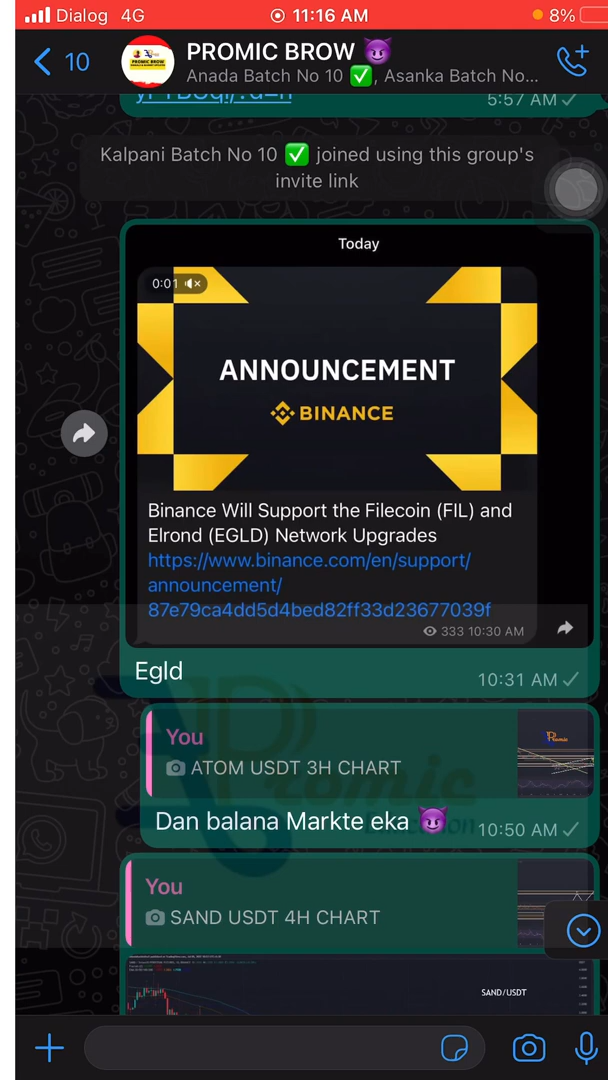 Dialog 4G 11:16 AM 8%
10 PROMIC BROW 😈
Anada Batch No 10 ✅, Asanka Batch No...
5:57 AM
Kalpani Batch No 10 ✅ joined using this group's
invite link
Today
0:01
ANNOUNCEMENT
BINANCE
Binance Will Support the Filecoin (FIL) and
Elrond (EGLD) Network Upgrades
https://www.binance.com/en/support/
announcement/
87e79ca4dd5d4bed82ff33d23677039f
333 10:30 AM
Egld
10:31 AM
You
ATOM USDT 3H CHART
Dan balana Markte eka 😈
10:50 AM
You
SAND USDT 4H CHART
SAND/USDT